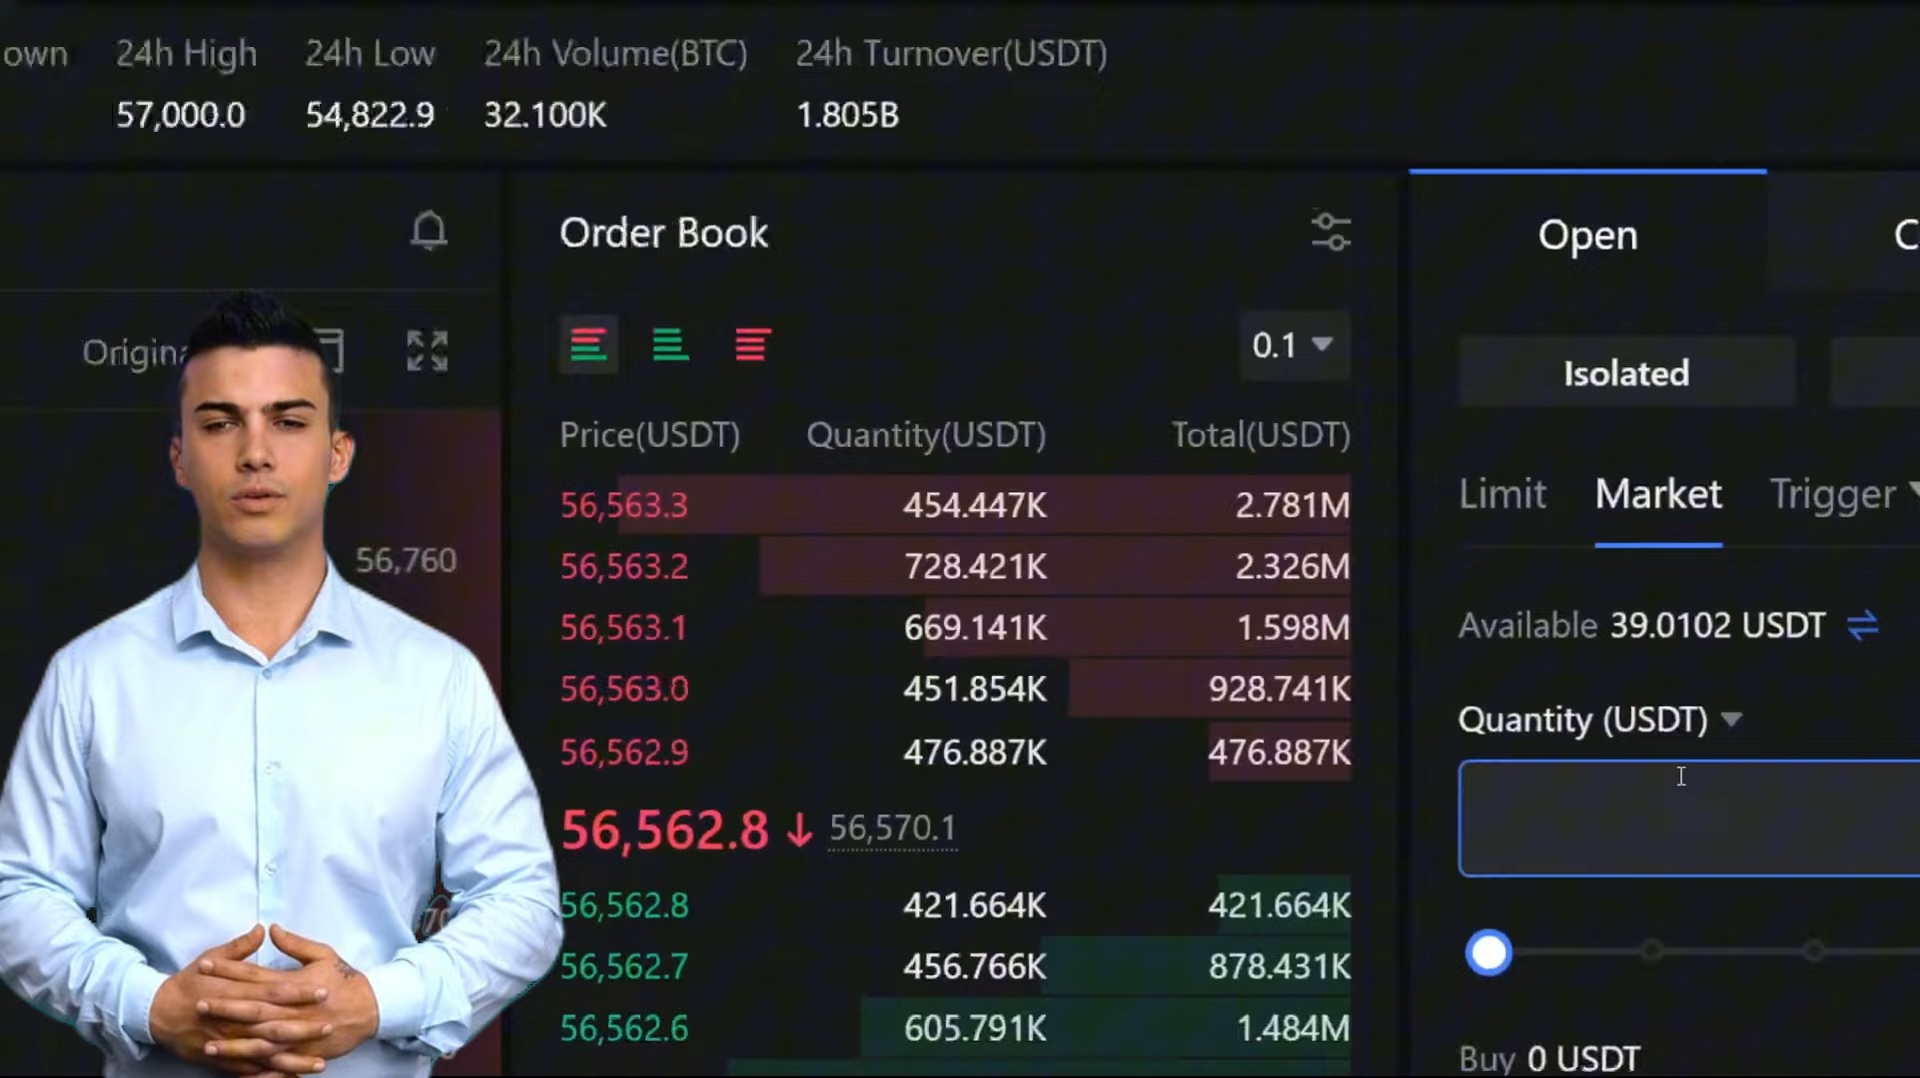 own 24h High 24h Low 24h Volume(BTC) 24h Turnover(USDT)
57,000.0 54,822.9 32.100K 1.805B
Order Book
Open
Origina
0.1
Isolated
Price(USDT) Quantity(USDT) Total(USDT)
Limit Market Trigger
56,563.3 454.447K 2.781M
56,760
56,563.2 728.421K 2.326M
56,563.1 669.141K 1.598M
Available 39.0102 USDT
56,563.0 451.854K 928.741K
Quantity (USDT)
56,562.9 476.887K 476.887K
56,562.8 ↓ 56,570.1
56,562.8 421.664K 421.664K
56,562.7 456.766K 878.431K
56,562.6 605.791K 1.484M
Buy 0 USDT